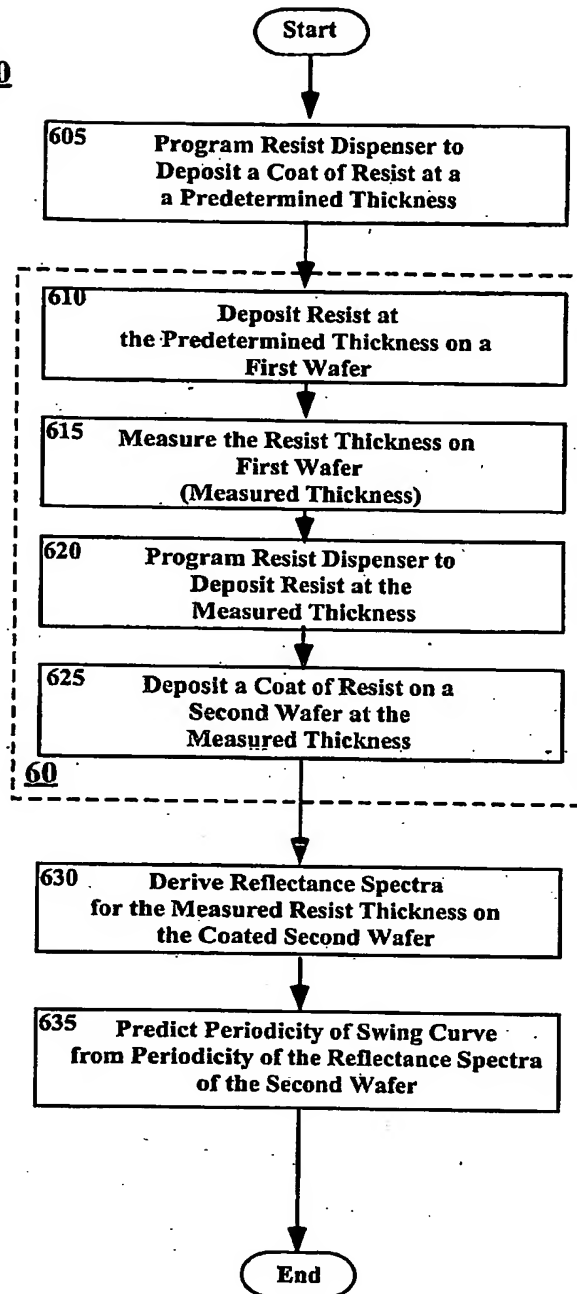 Start
0
605
Program Resist Dispenser to
Deposit a Coat of Resist at a
a Predetermined Thickness
610
Deposit Resist at
the Predetermined Thickness on a
First Wafer
615
Measure the Resist Thickness on
First Wafer
(Measured Thickness)
620
Program Resist Dispenser to
Deposit Resist at the
Measured Thickness
625
Deposit a Coat of Resist on a
Second Wafer at the
Measured Thickness
60
630
Derive Reflectance Spectra
for the Measured Resist Thickness on
the Coated Second Wafer
635
Predict Periodicity of Swing Curve
from Periodicity of the Reflectance Spectra
of the Second Wafer
End